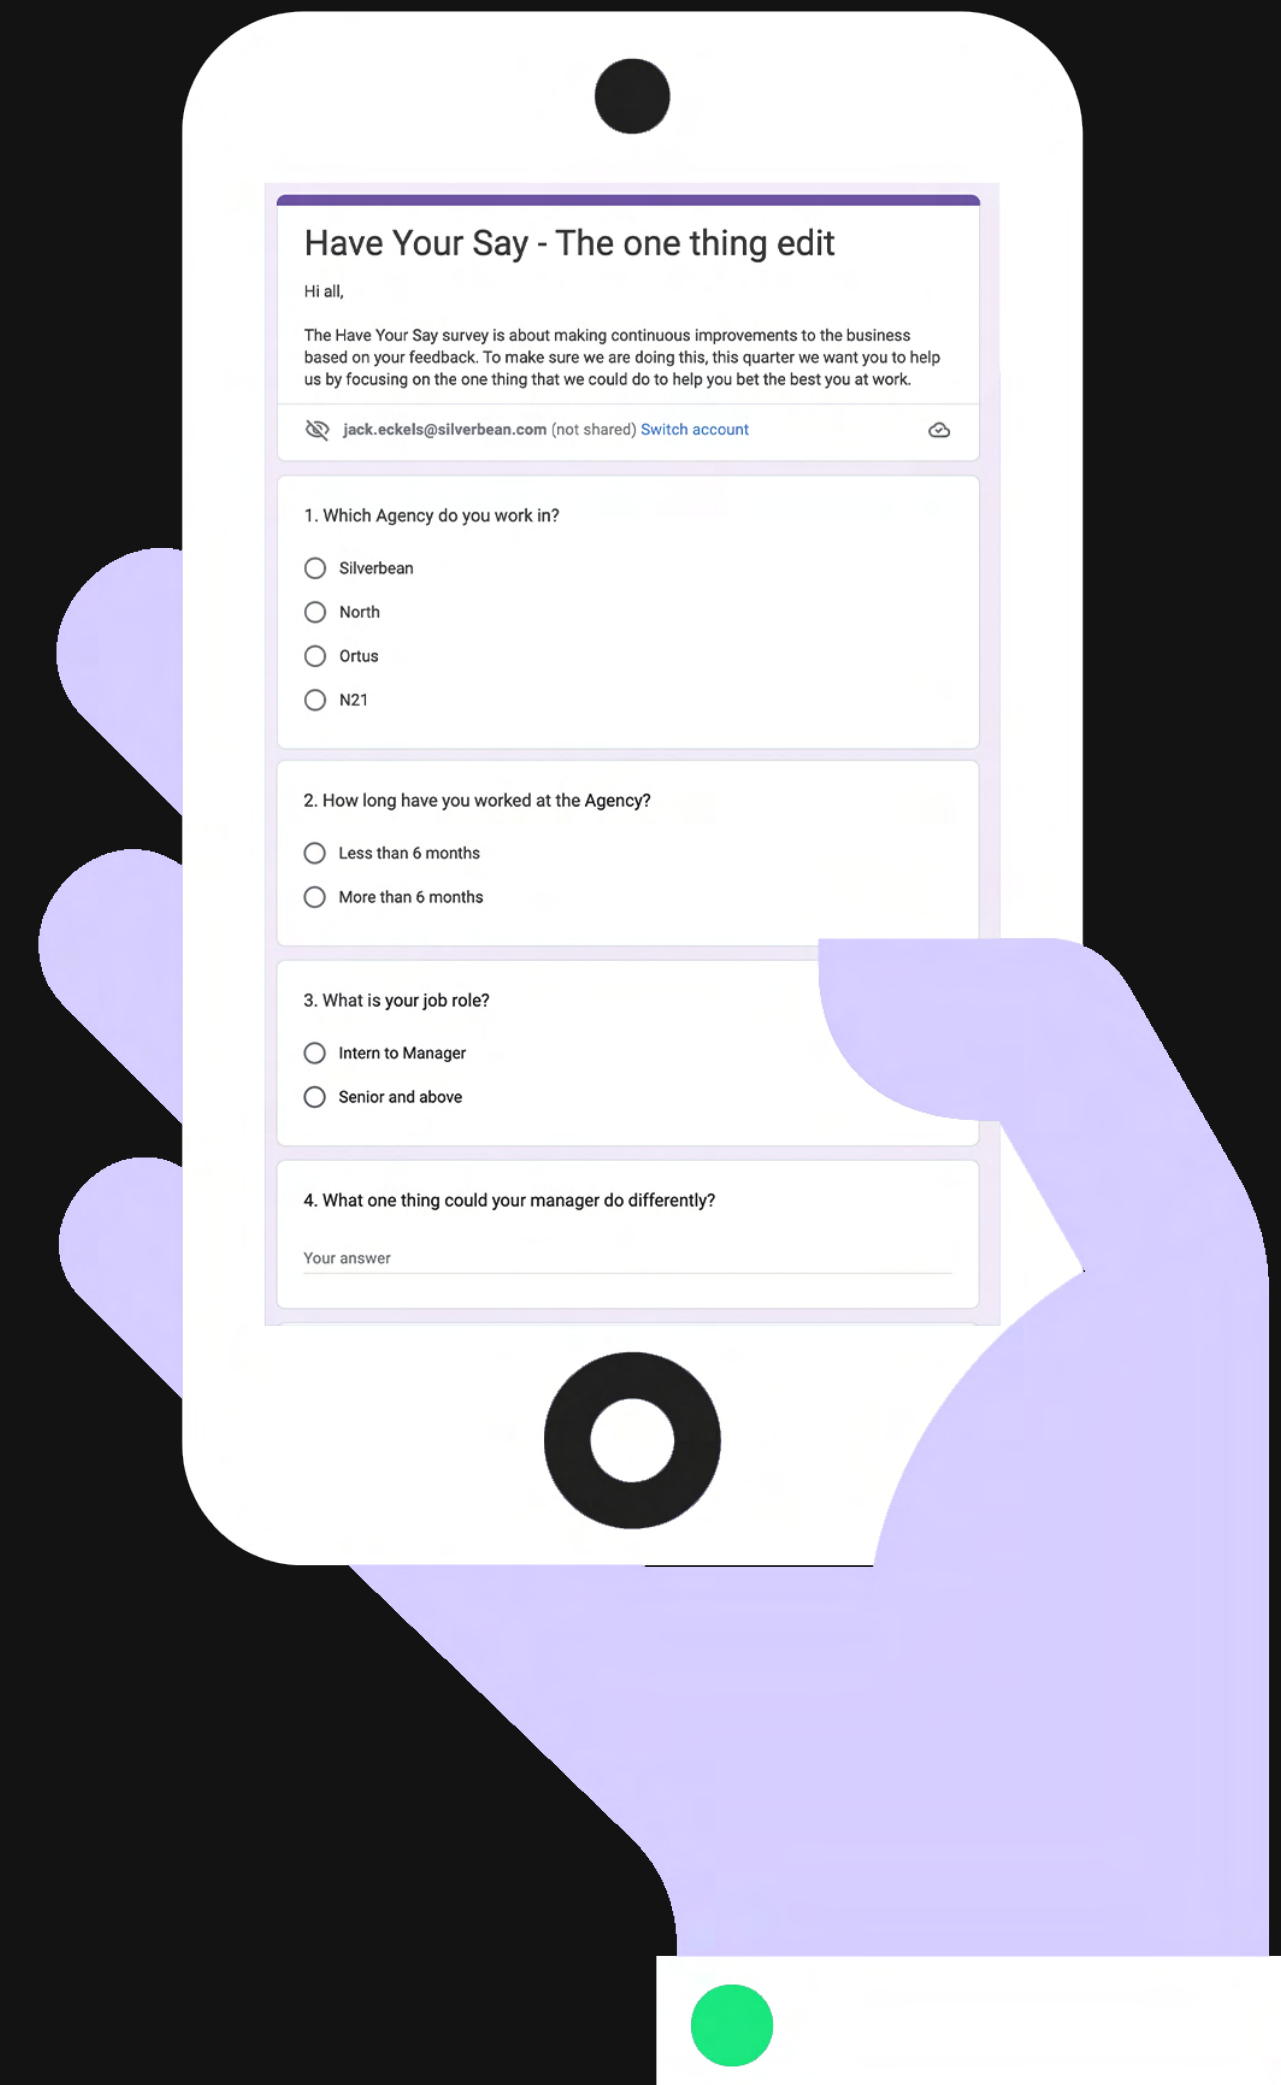 Have Your Say - The one thing edit
Hi all,
The Have Your Say survey is about making continuous improvements to the business
based on your feedback. To make sure we are doing this, this quarter we want you to help
us by focusing on the one thing that we could do to help you bet the best you at work.
jack.eckels@silverbean.com (not shared) Switch account
1. Which Agency do you work in?
Silverbean
North
Ortus
N21
2. How long have you worked at the Agency?
Less than 6 months
More than 6 months
3. What is your job role?
Intern to Manager
Senior and above
4. What one thing could your manager do differently?
Your answer